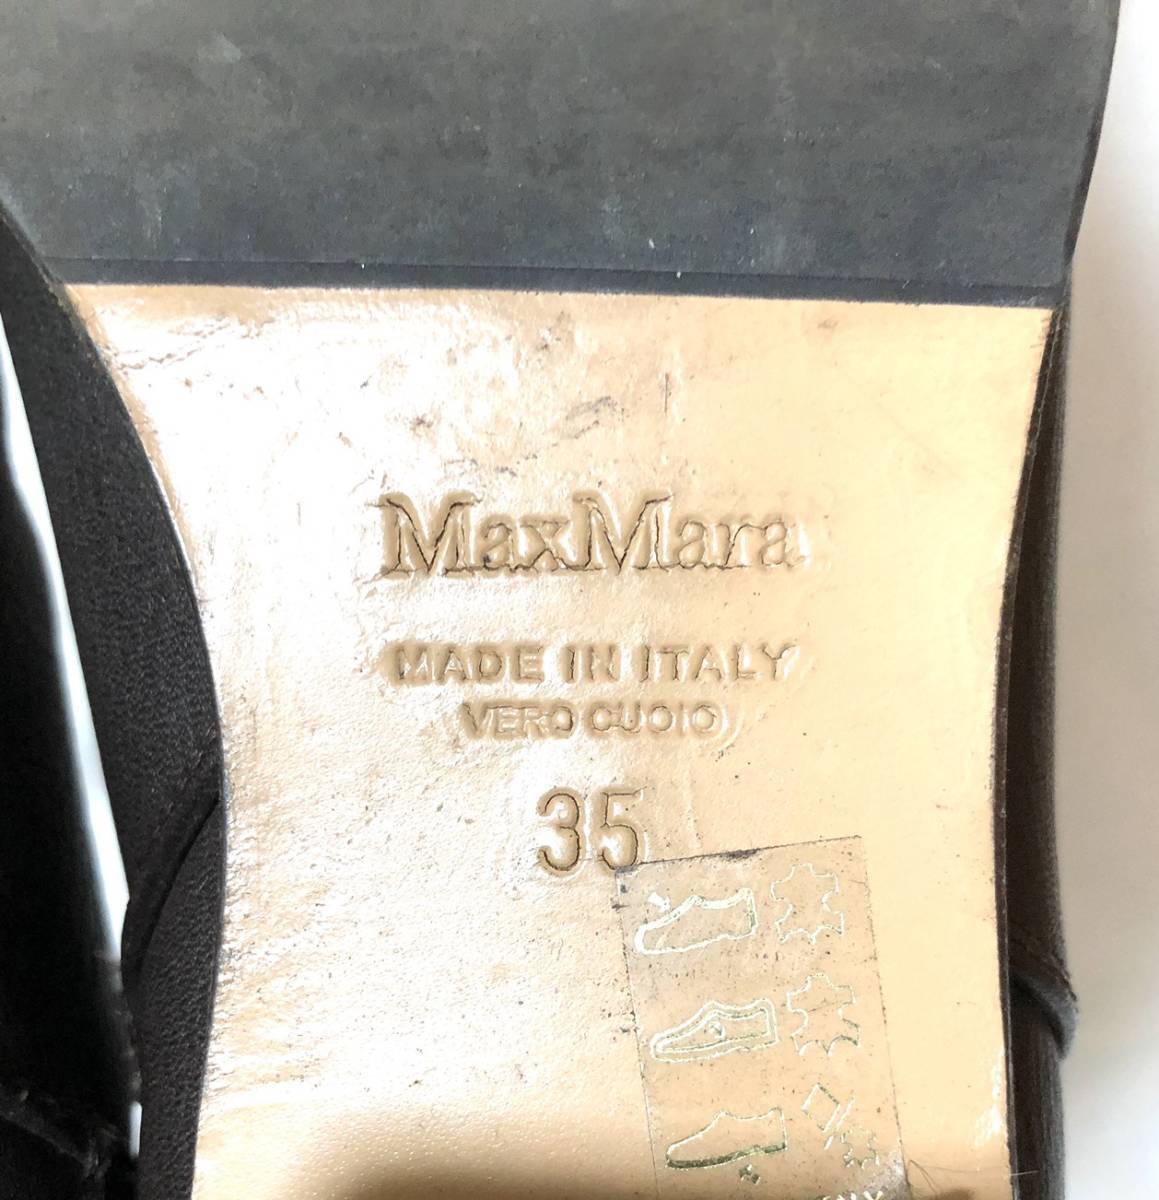 MaxMara
MADE IN ITALY
VERO CUOIO
35